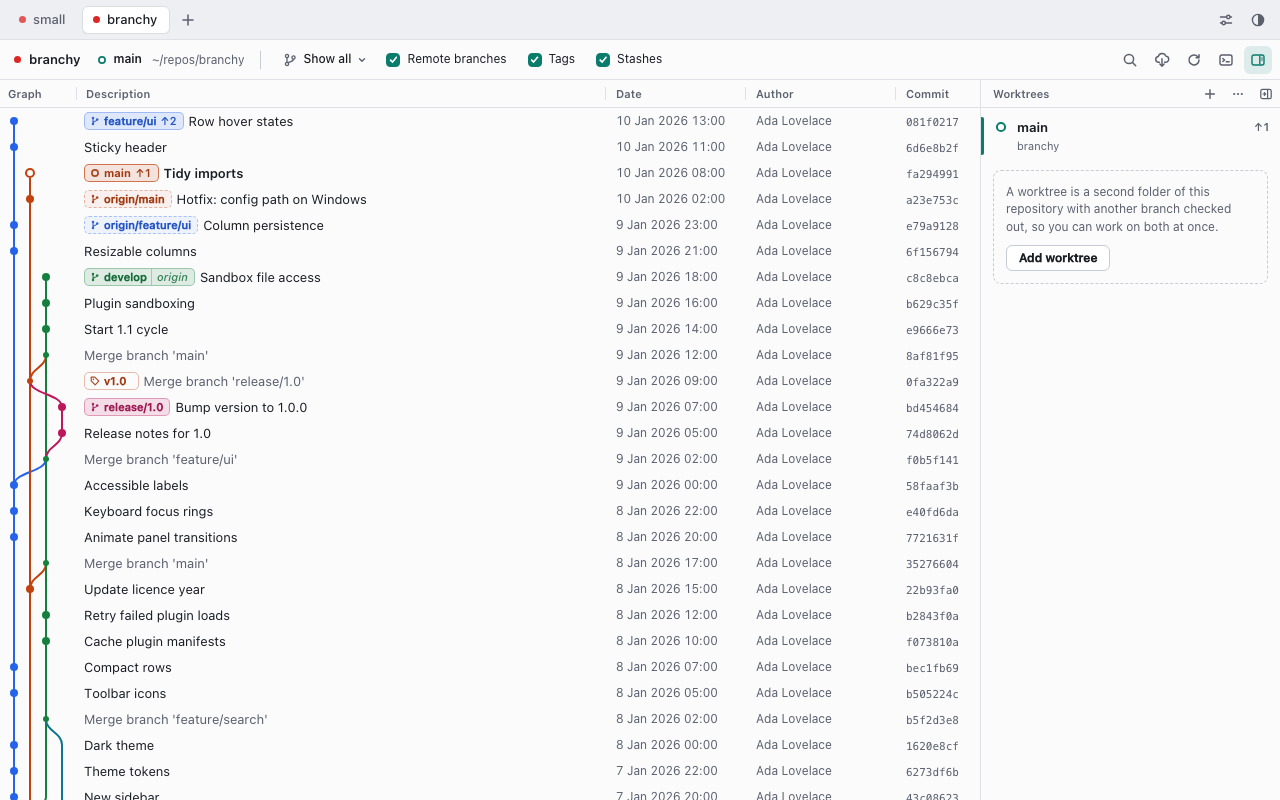 small
branchy
branchy main ~/repos/branchy Show all Remote branches Tags Stashes
Graph Description Date Author Commit Worktrees
feature/ui ↑2 Row hover states 10 Jan 2026 13:00 Ada Lovelace 081f0217
Sticky header 10 Jan 2026 11:00 Ada Lovelace 6d6e8b2f
main ↑1 Tidy imports 10 Jan 2026 08:00 Ada Lovelace fa294991
origin/main Hotfix: config path on Windows 10 Jan 2026 02:00 Ada Lovelace a23e753c
origin/feature/ui Column persistence 9 Jan 2026 23:00 Ada Lovelace e79a9128
Resizable columns 9 Jan 2026 21:00 Ada Lovelace 6f156794
develop origin Sandbox file access 9 Jan 2026 18:00 Ada Lovelace c8c8ebca
Plugin sandboxing 9 Jan 2026 16:00 Ada Lovelace b629c35f
Start 1.1 cycle 9 Jan 2026 14:00 Ada Lovelace e9666e73
Merge branch 'main' 9 Jan 2026 12:00 Ada Lovelace 8af81f95
v1.0 Merge branch 'release/1.0' 9 Jan 2026 09:00 Ada Lovelace 0fa322a9
release/1.0 Bump version to 1.0.0 9 Jan 2026 07:00 Ada Lovelace bd454684
Release notes for 1.0 9 Jan 2026 05:00 Ada Lovelace 74d8062d
Merge branch 'feature/ui' 9 Jan 2026 02:00 Ada Lovelace f0b5f141
Accessible labels 9 Jan 2026 00:00 Ada Lovelace 58faaf3b
Keyboard focus rings 8 Jan 2026 22:00 Ada Lovelace e40fd6da
Animate panel transitions 8 Jan 2026 20:00 Ada Lovelace 7721631f
Merge branch 'main' 8 Jan 2026 17:00 Ada Lovelace 35276604
Update licence year 8 Jan 2026 15:00 Ada Lovelace 22b93fa0
Retry failed plugin loads 8 Jan 2026 12:00 Ada Lovelace b2843f0a
Cache plugin manifests 8 Jan 2026 10:00 Ada Lovelace f073810a
Compact rows 8 Jan 2026 07:00 Ada Lovelace bec1fb69
Toolbar icons 8 Jan 2026 05:00 Ada Lovelace b505224c
Merge branch 'feature/search' 8 Jan 2026 02:00 Ada Lovelace b5f2d3e8
Dark theme 8 Jan 2026 00:00 Ada Lovelace 1620e8cf
Theme tokens 7 Jan 2026 22:00 Ada Lovelace 6273df6b
New sidebar 7 Jan 2026 20:00 Ada Lovelace 43c08623
main ↑1
branchy
A worktree is a second folder of this
repository with another branch checked
out, so you can work on both at once.
Add worktree